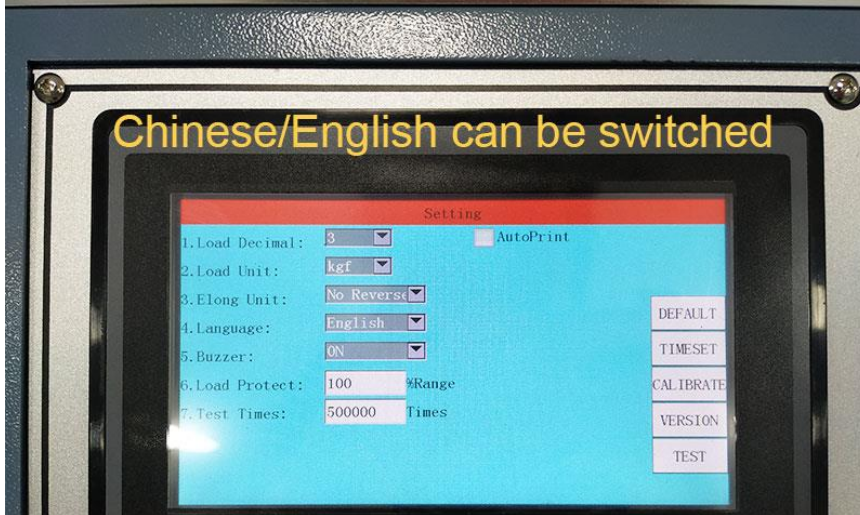 Chinese/English can be switched
Setting
1.Load Decimal: 3 AutoPrint
2.Load Unit: kgf
3.Elong Unit: No Reverse
4.Language: English
5.Buzzer: ON
6.Load Protect: 100 %Range
7.Test Times: 500000 Times
DEFAULT
TIMESET
CALIBRATE
VERSION
TEST